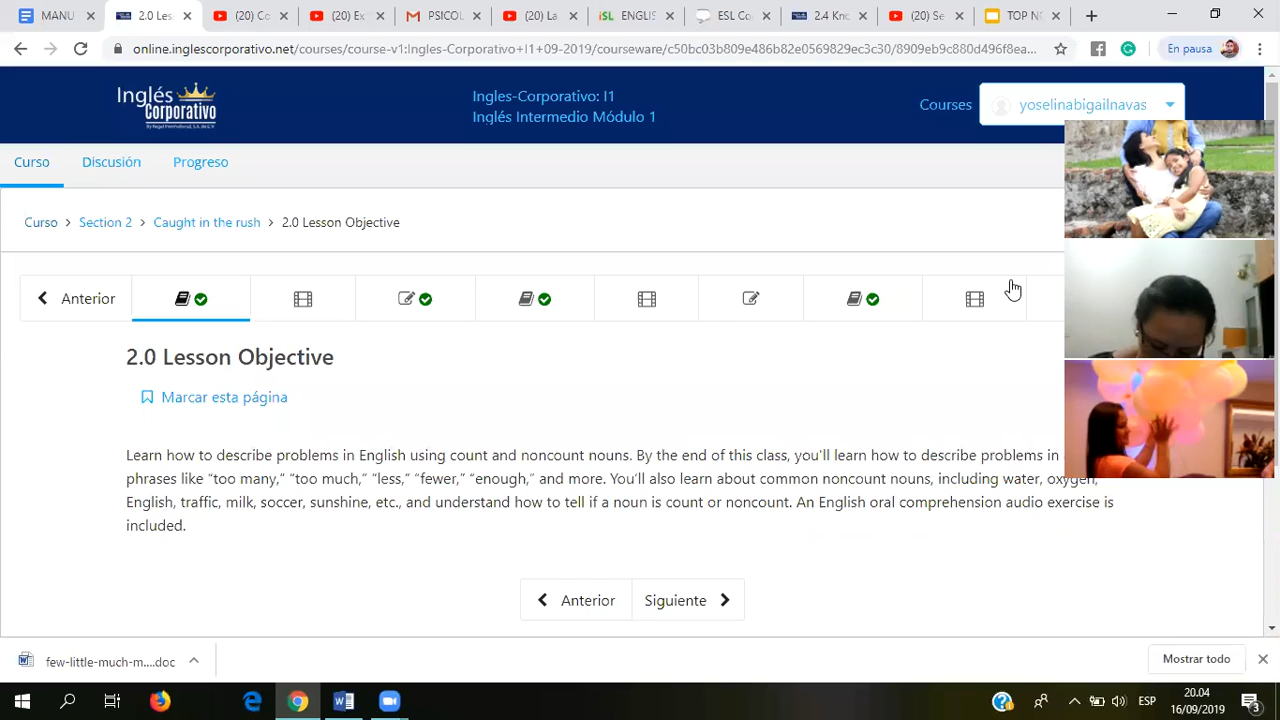 MANU
2.0 Les
(20) Co
(20) Ex
PSICOL
(20) La
iSL ENGLIS
ESL Co
2.4 Kno
(20) Se
TOP N
online.inglescorporativo.net/courses/course-v1:Ingles-Corporativo+I1+09-2019/courseware/c50bc03b809e486b82e0569829ec3c30/8909eb9c880d496f8ea...
En pausa
Inglés
Corporativo
By Regal International, S.A. de C.V.
Ingles-Corporativo: I1
Inglés Intermedio Módulo 1
Courses
yoselinabigailnavas
Curso
Discusión
Progreso
Curso > Section 2 > Caught in the rush > 2.0 Lesson Objective
Anterior
2.0 Lesson Objective
Marcar esta página
Learn how to describe problems in English using count and noncount nouns. By the end of this class, you'll learn how to describe problems in
phrases like “too many,” “too much,” “less,” “fewer,” “enough,” and more. You'll also learn about common noncount nouns, including water, oxygen,
English, traffic, milk, soccer, sunshine, etc., and understand how to tell if a noun is count or noncount. An English oral comprehension audio exercise is
included.
Anterior
Siguiente
few-little-much-m....doc
Mostrar todo
ESP
20.04
16/09/2019
3